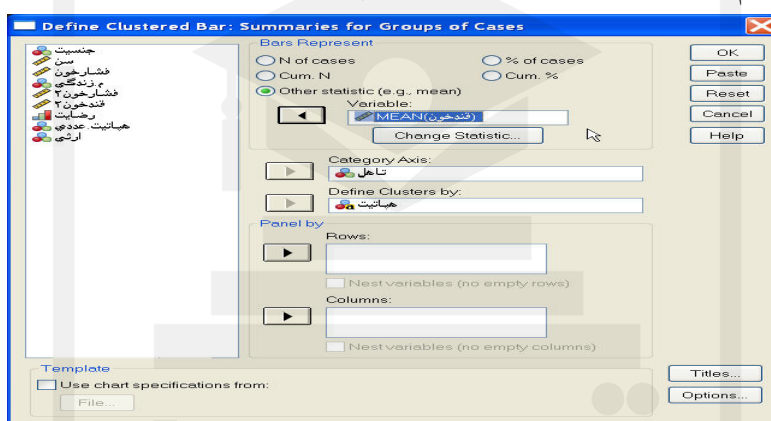 Define Clustered Bar: Summaries for Groups of Cases
جنسیت
سن
فشارخون
م.زندگی
فشارخون۲
قندخون۲
رضایت
هپاتیت.عددی
ارثی
Bars Represent
N of cases
% of cases
Cum. N
Cum. %
Other statistic (e.g., mean)
Variable:
MEAN(قندخون)
Change Statistic...
Category Axis:
تاهل
Define Clusters by:
هپاتیت
Panel by
Rows:
Nest variables (no empty rows)
Columns:
Nest variables (no empty columns)
Template
Use chart specifications from:
File...
OK
Paste
Reset
Cancel
Help
Titles...
Options...